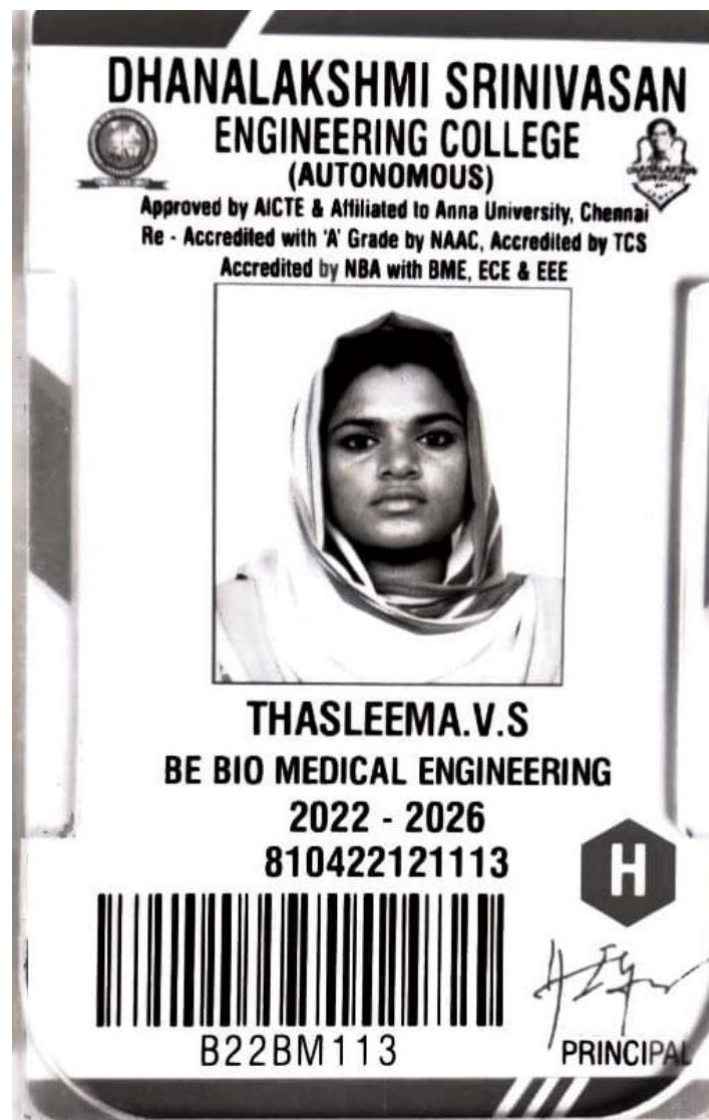 DHANALAKSHMI SRINIVASAN
ENGINEERING COLLEGE
(AUTONOMOUS)
Approved by AICTE & Affiliated to Anna University, Chennai
Re - Accredited with 'A' Grade by NAAC, Accredited by TCS
Accredited by NBA with BME, ECE & EEE
THASLEEMA.V.S
BE BIO MEDICAL ENGINEERING
2022 - 2026
810422121113
H
B22BM113
PRINCIPAL